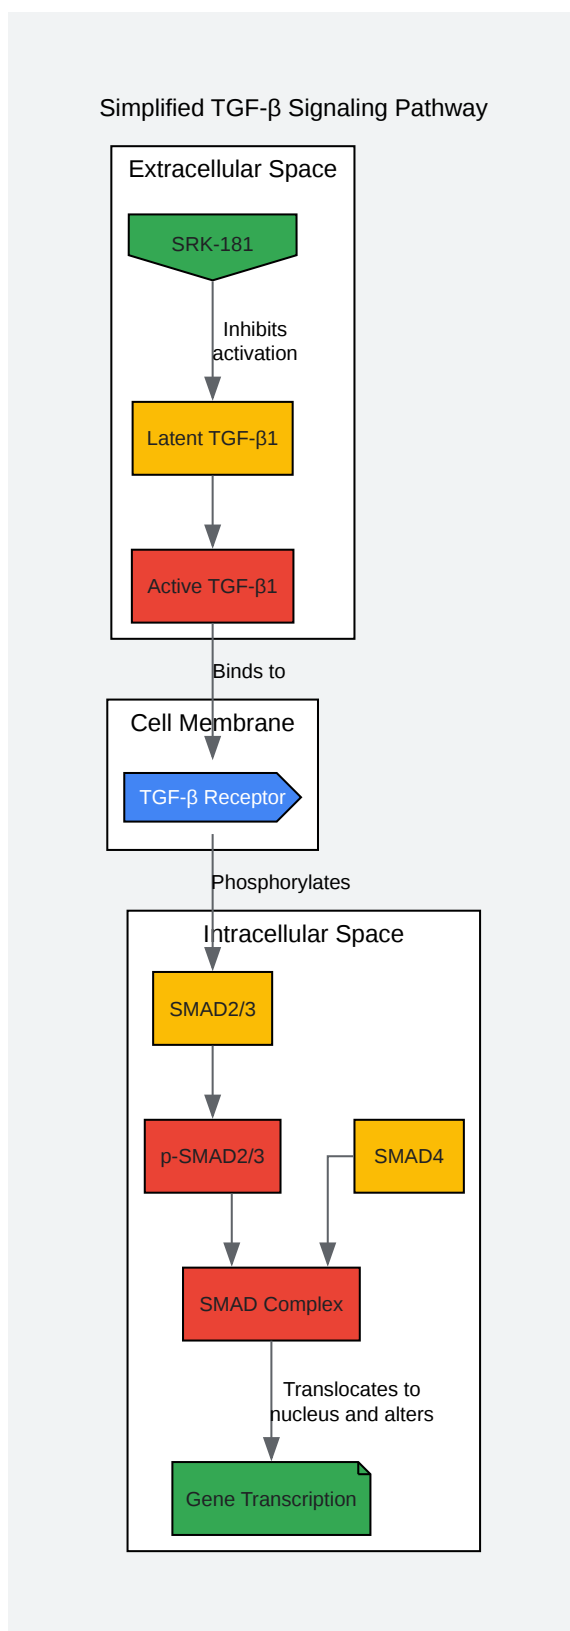 Simplified TGF-β Signaling Pathway
Extracellular Space
SRK-181
Inhibits
activation
Latent TGF-β1
Active TGF-β1
Binds to
Cell Membrane
TGF-β Receptor
Phosphorylates
Intracellular Space
SMAD2/3
p-SMAD2/3
SMAD4
SMAD Complex
Translocates to
nucleus and alters
Gene Transcription